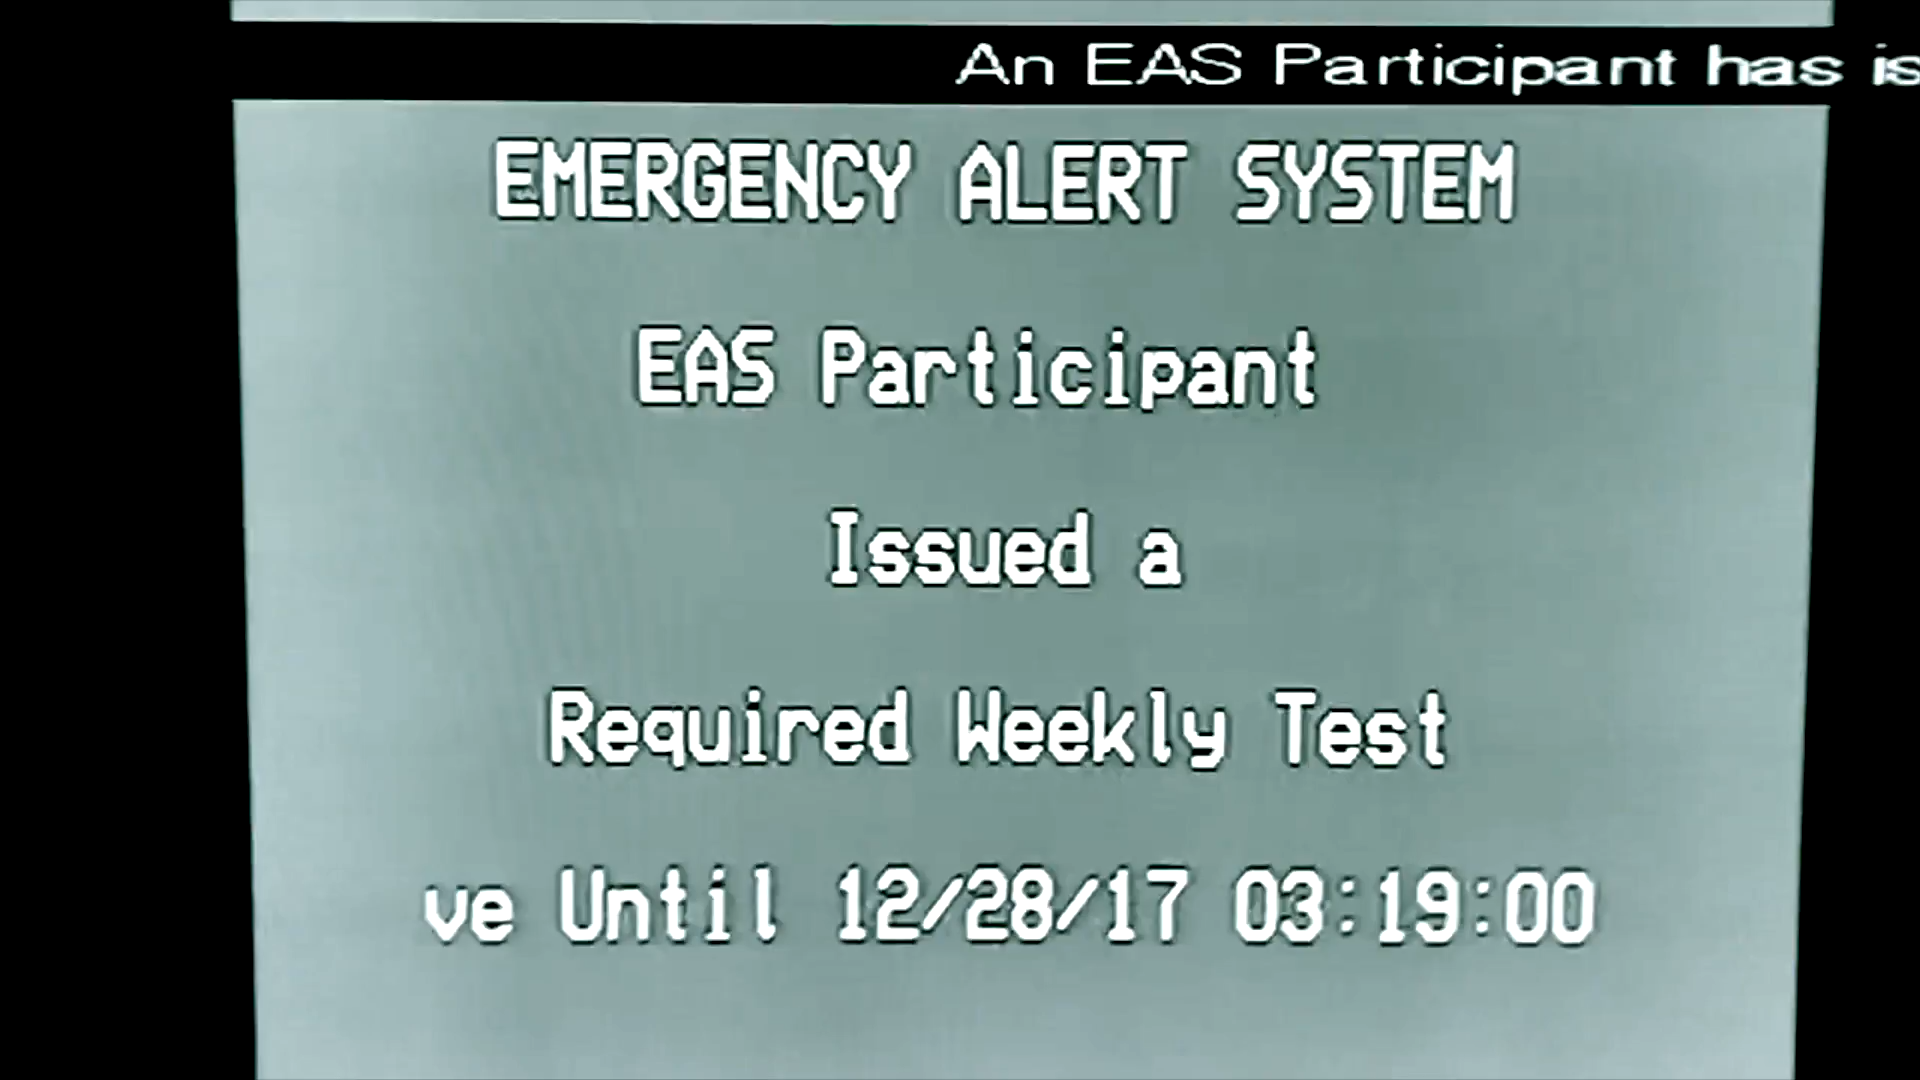 An EAS Participant has is
EMERGENCY ALERT SYSTEM
EAS Participant
Issued a
Required Weekly Test
ve Until 12/28/17 03:19:00